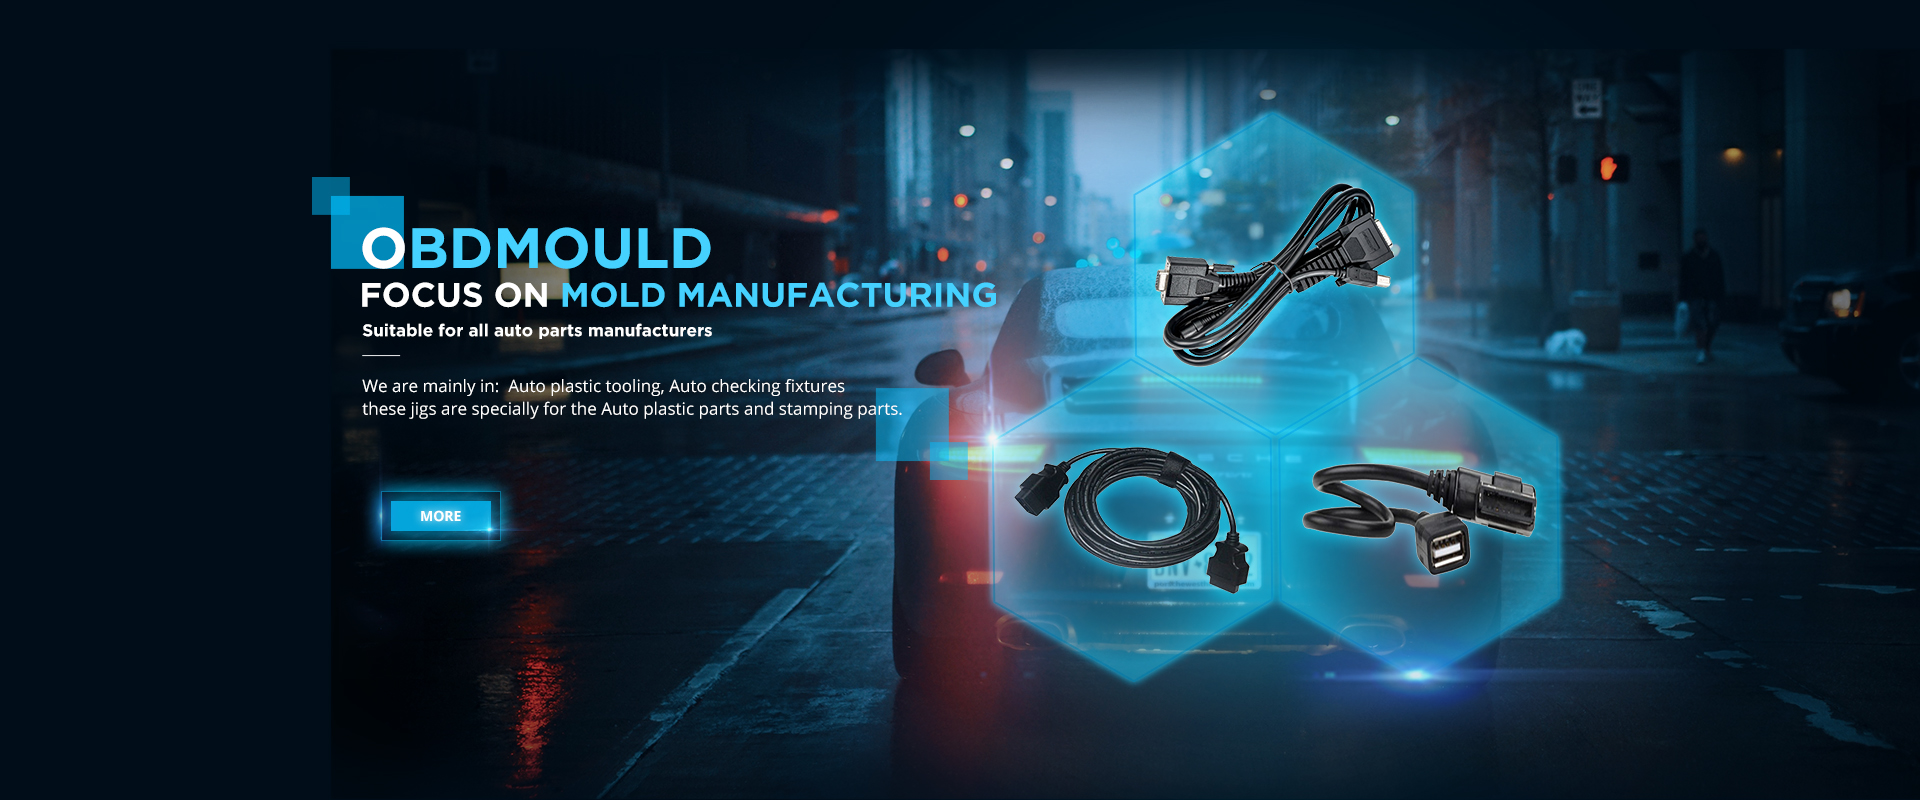 OBDMOULD
FOCUS ON MOLD MANUFACTURING
Suitable for all auto parts manufacturers
We are mainly in:  Auto plastic tooling, Auto checking fixtures
these jigs are specially for the Auto plastic parts and stamping parts.
MORE